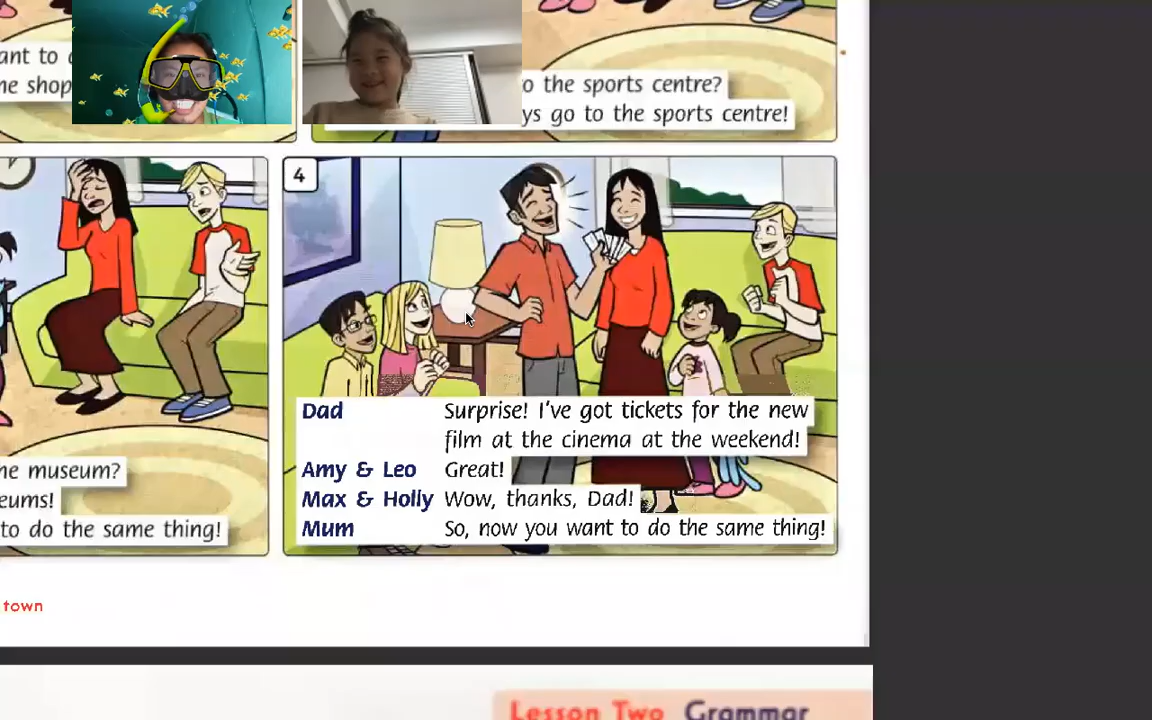 ant to
ne shop
o the sports centre?
ys go to the sports centre!
4
Dad Surprise! I've got tickets for the new
film at the cinema at the weekend!
Amy & Leo Great!
Max & Holly Wow, thanks, Dad!
Mum So, now you want to do the same thing!
ne museum?
eums!
to do the same thing!
town
Lesson Two Grammar